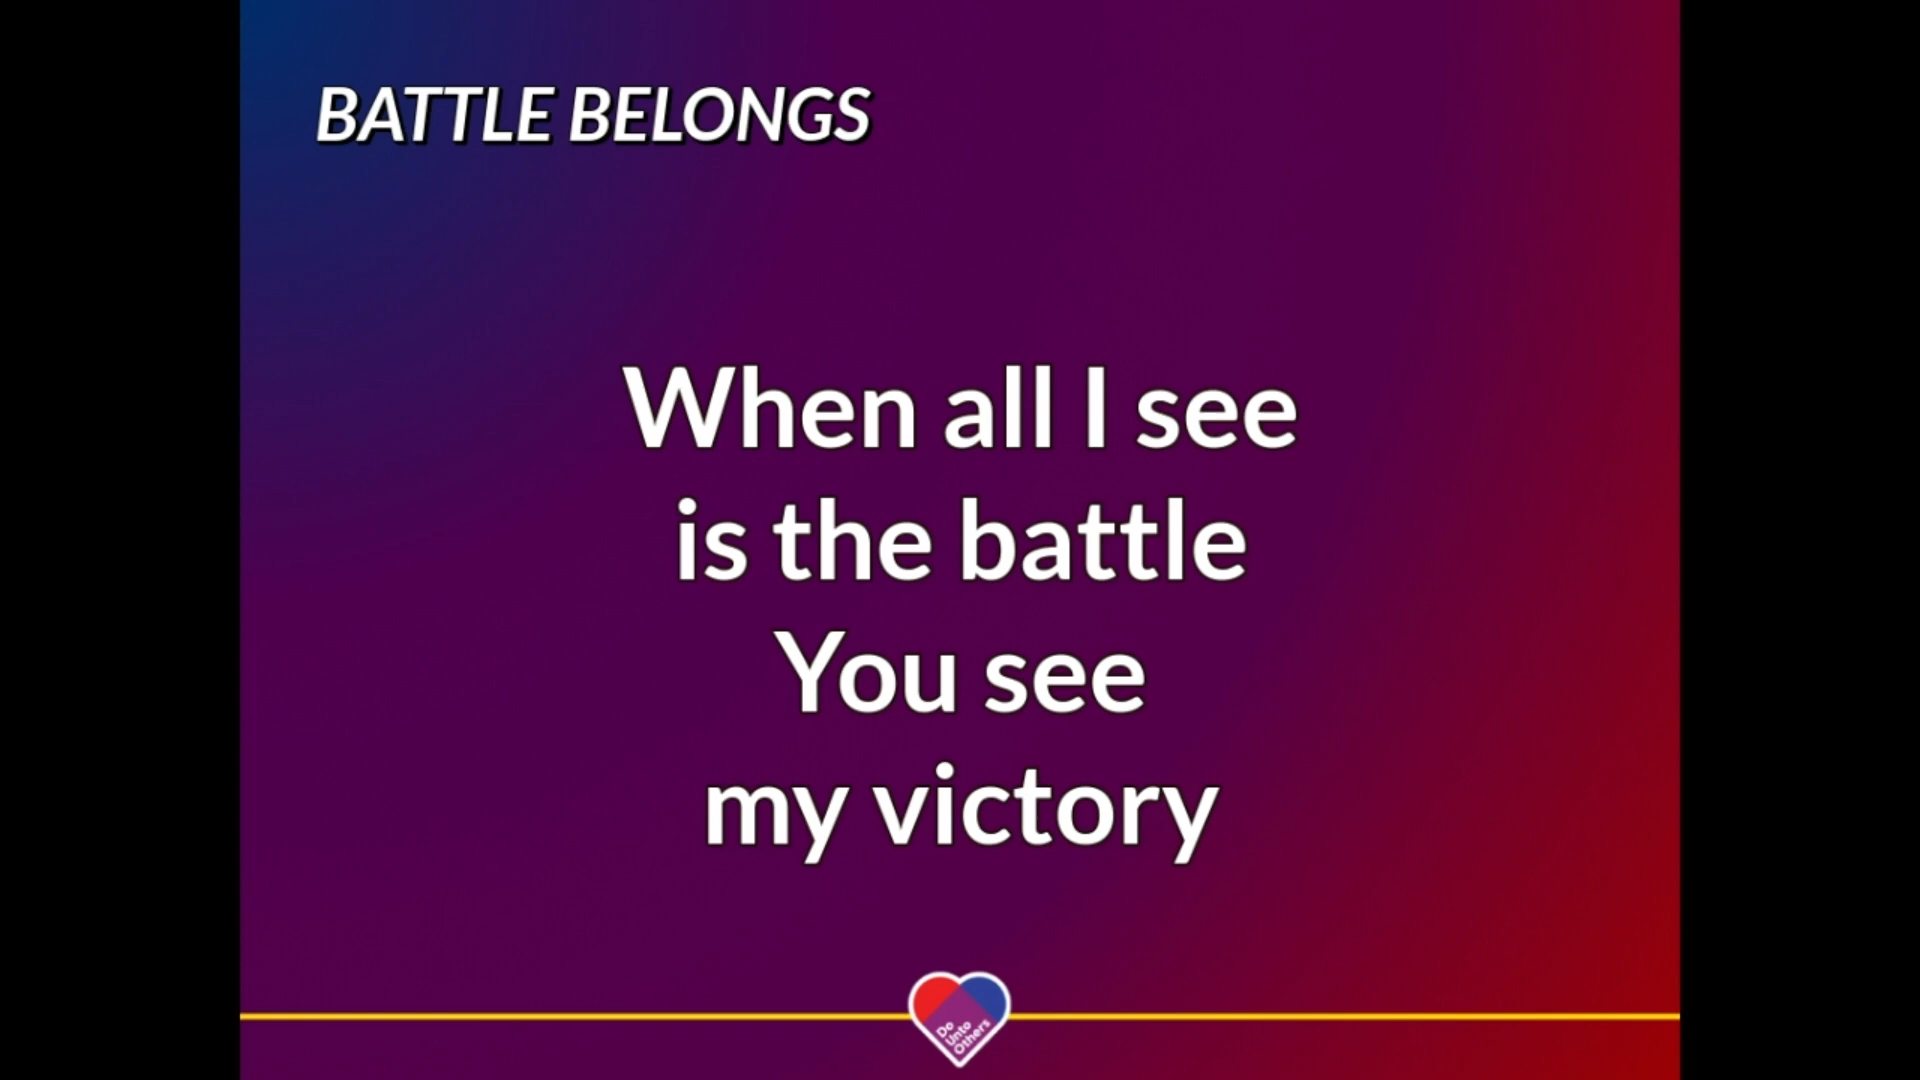 BATTLE BELONGS
When all I see
is the battle
You see
my victory
Do
Unto
Others